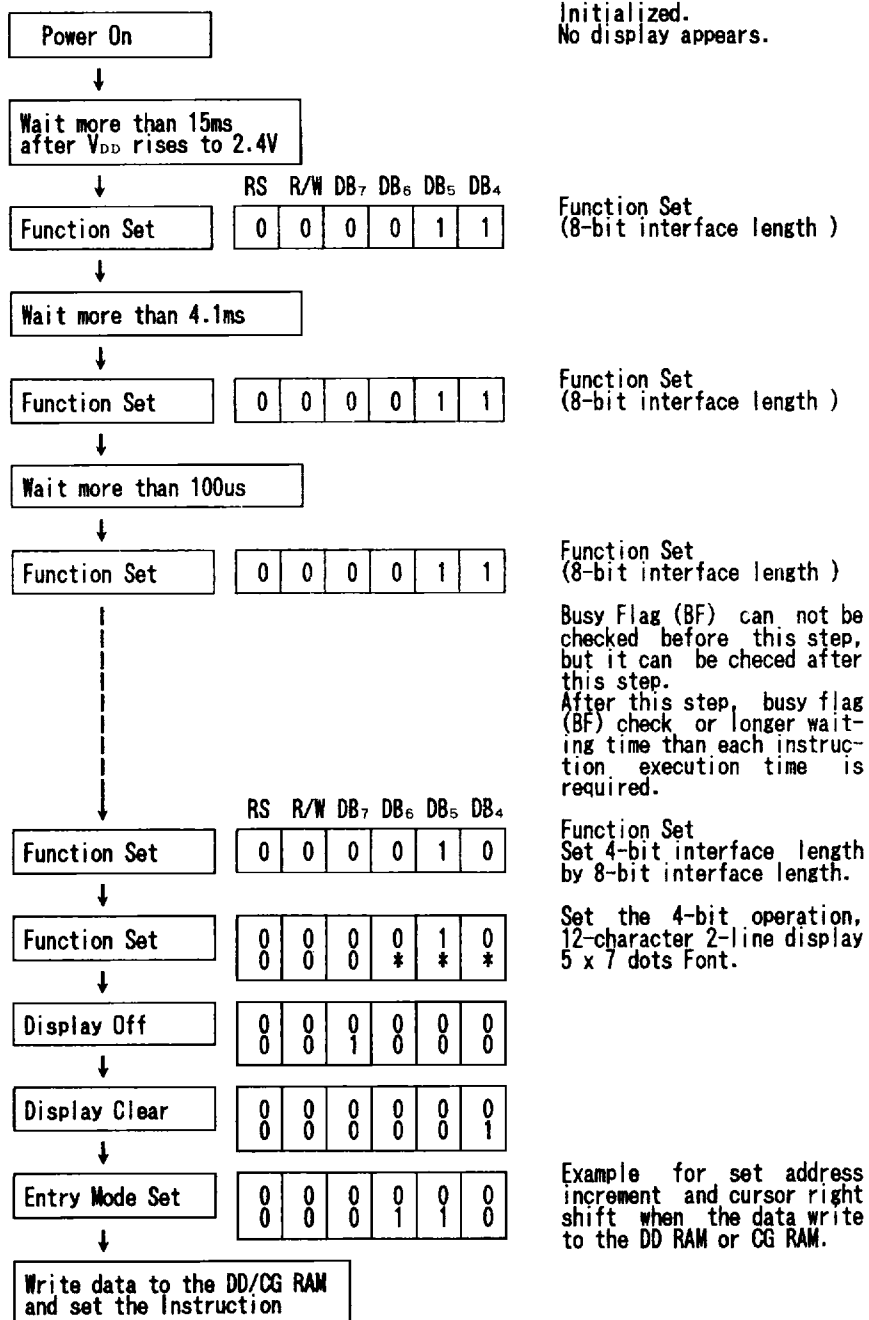 Initialized.
Power On
No display appears.
Wait more than 15ms
after VDD rises to 2.4V
RS R/W DB7 DB6 DB5 DB4
Function Set 0 0 0 0 1 1
Function Set
(8-bit interface length )
Wait more than 4.1ms
Function Set 0 0 0 0 1 1
Function Set
(8-bit interface length )
Wait more than 100us
Function Set 0 0 0 0 1 1
Function Set
(8-bit interface length )
Busy Flag (BF) can not be
checked before this step,
but it can be checed after
this step.
After this step, busy flag
(BF) check or longer wait-
ing time than each instruc-
tion execution time is
required.
RS R/W DB7 DB6 DB5 DB4
Function Set 0 0 0 0 1 0
Function Set
Set 4-bit interface length
by 8-bit interface length.
Function Set
0 0 0 0 1 0
0 0 0 * * *
Set the 4-bit operation,
12-character 2-line display
5 x 7 dots Font.
Display Off
0 0 0 0 0 0
0 0 1 0 0 0
Display Clear
0 0 0 0 0 0
0 0 0 0 0 1
Entry Mode Set
0 0 0 0 0 0
0 0 0 1 1 0
Example for set address
increment and cursor right
shift when the data write
to the DD RAM or CG RAM.
Write data to the DD/CG RAM
and set the Instruction